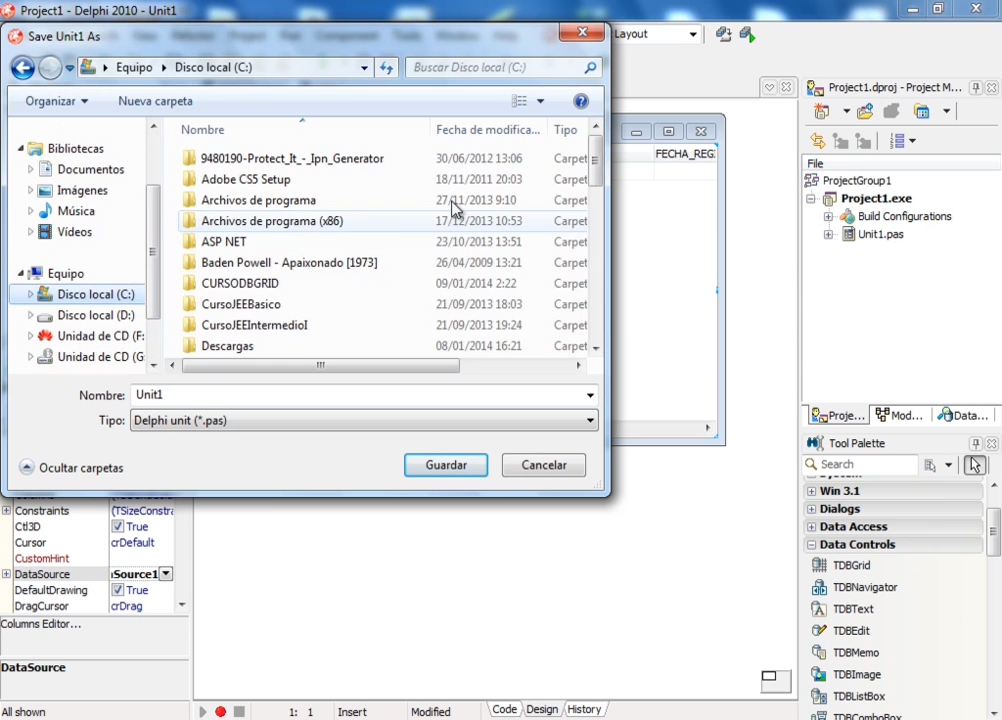 Project1 - Delphi 2010 - Unit1
Save Unit1 As
Layout
Equipo
Disco local (C:)
Buscar Disco local (C:)
Organizar
Nueva carpeta
Nombre
Fecha de modifica...
Tipo
Bibliotecas
Documentos
Imágenes
Música
Vídeos
Equipo
Disco local (C:)
Disco local (D:)
Unidad de CD (F:
Unidad de CD (G
9480190-Protect_It_-_Ipn_Generator 30/06/2012 13:06 Carpet
Adobe CS5 Setup 18/11/2011 20:03 Carpet
Archivos de programa 27/11/2013 9:10 Carpet
Archivos de programa (x86) 17/12/2013 10:53 Carpet
ASP NET 23/10/2013 13:51 Carpet
Baden Powell - Apaixonado [1973] 26/04/2009 13:21 Carpet
CURSODBGRID 09/01/2014 2:22 Carpet
CursoJEEBasico 21/09/2013 18:03 Carpet
CursoJEEIntermedioI 21/09/2013 19:24 Carpet
Descargas 08/01/2014 16:21 Carpet
Nombre: Unit1
Tipo: Delphi unit (*.pas)
Ocultar carpetas
Guardar
Cancelar
FECHA_REG
Project1.dproj - Project M...
File
ProjectGroup1
Project1.exe
Build Configurations
Unit1.pas
Proje...
Mod...
Data...
Tool Palette
Search
Win 3.1
Dialogs
Data Access
Data Controls
TDBGrid
TDBNavigator
TDBText
TDBEdit
TDBMemo
TDBImage
TDBListBox
TDBComboBox
Constraints (TSizeConstra
Ctl3D True
Cursor crDefault
CustomHint
DataSource Source1
DefaultDrawing True
DragCursor crDrag
Columns Editor...
DataSource
All shown
1: 1
Insert
Modified
Code
Design
History